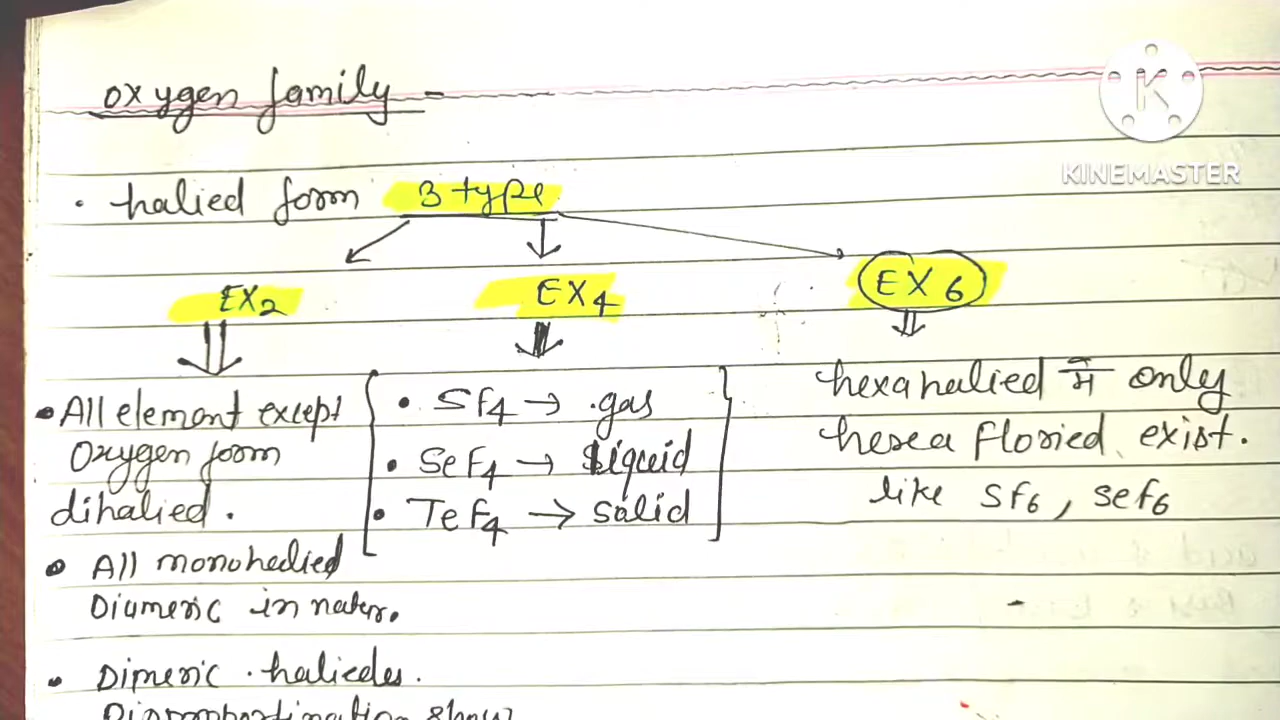 oxygen family -
KINEMASTER
• halied form 3 type
EX2 EX4 EX6
• All element except
Oxygen form
dihalied.
• All monohalied
Diameric in nature.
• Dimeric halides.
• SF4 → gas
• SeF4 → liquid
• TeF4 → solid
hexahalied में only
hexa floried exist.
like SF6, SeF6